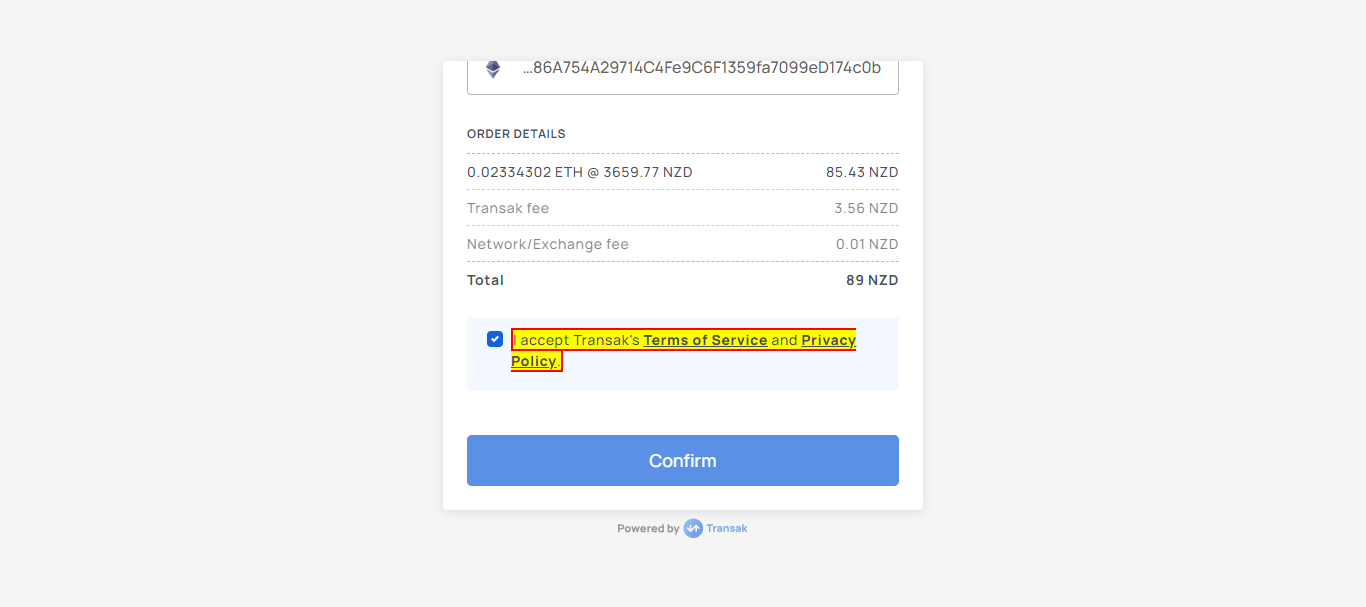 ...86A754A29714C4Fe9C6F1359fa7099eD174c0b
ORDER DETAILS
0.02334302 ETH @ 3659.77 NZD 85.43 NZD
Transak fee 3.56 NZD
Network/Exchange fee 0.01 NZD
Total 89 NZD
I accept Transak's Terms of Service and Privacy
Policy.
Confirm
Powered by Transak